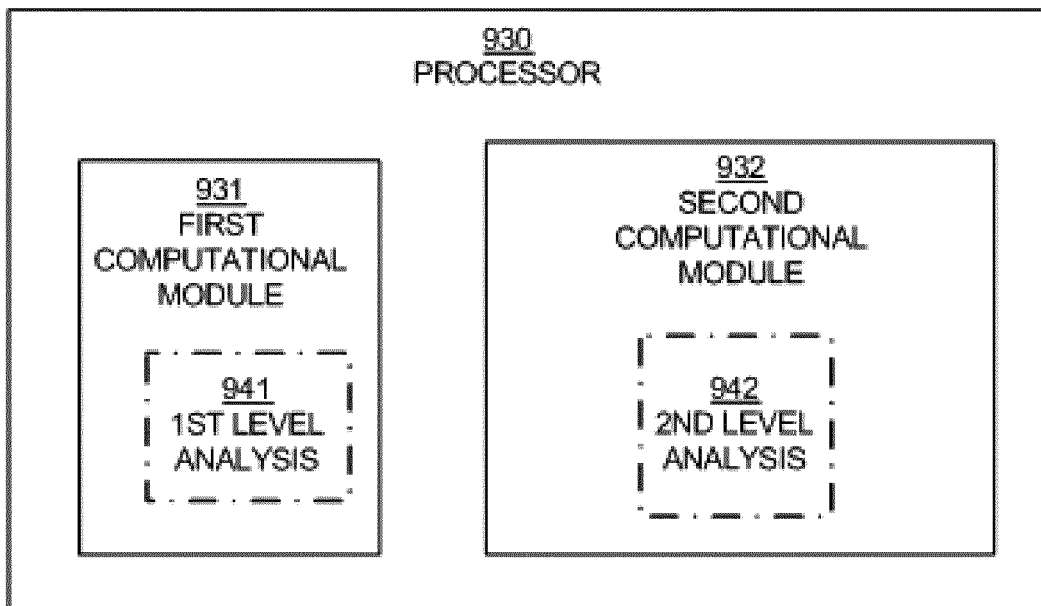 930
PROCESSOR
931
FIRST
COMPUTATIONAL
MODULE
941
1ST LEVEL
ANALYSIS
932
SECOND
COMPUTATIONAL
MODULE
942
2ND LEVEL
ANALYSIS